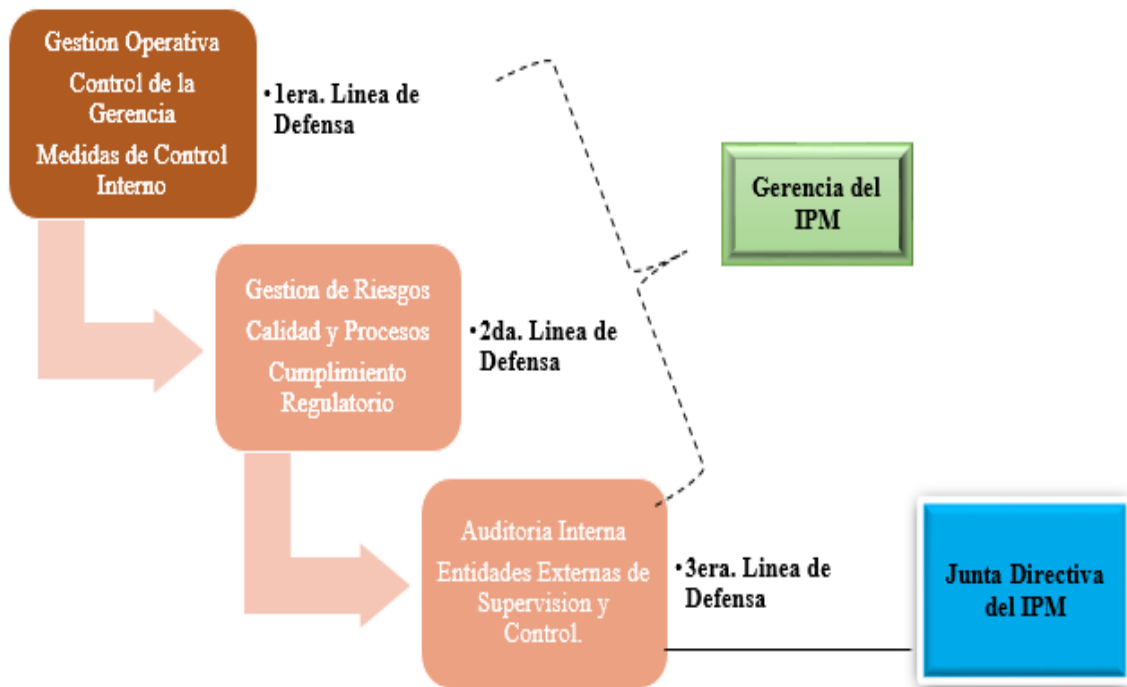 Gestion Operativa
Control de la
Gerencia
Medidas de Control
Interno
•1era. Linea de
Defensa
Gerencia del
IPM
Gestion de Riesgos
Calidad y Procesos
Cumplimiento
Regulatorio
•2da. Linea de
Defensa
Auditoria Interna
Entidades Externas de
Supervision y
Control.
•3era. Linea de
Defensa
Junta Directiva
del IPM